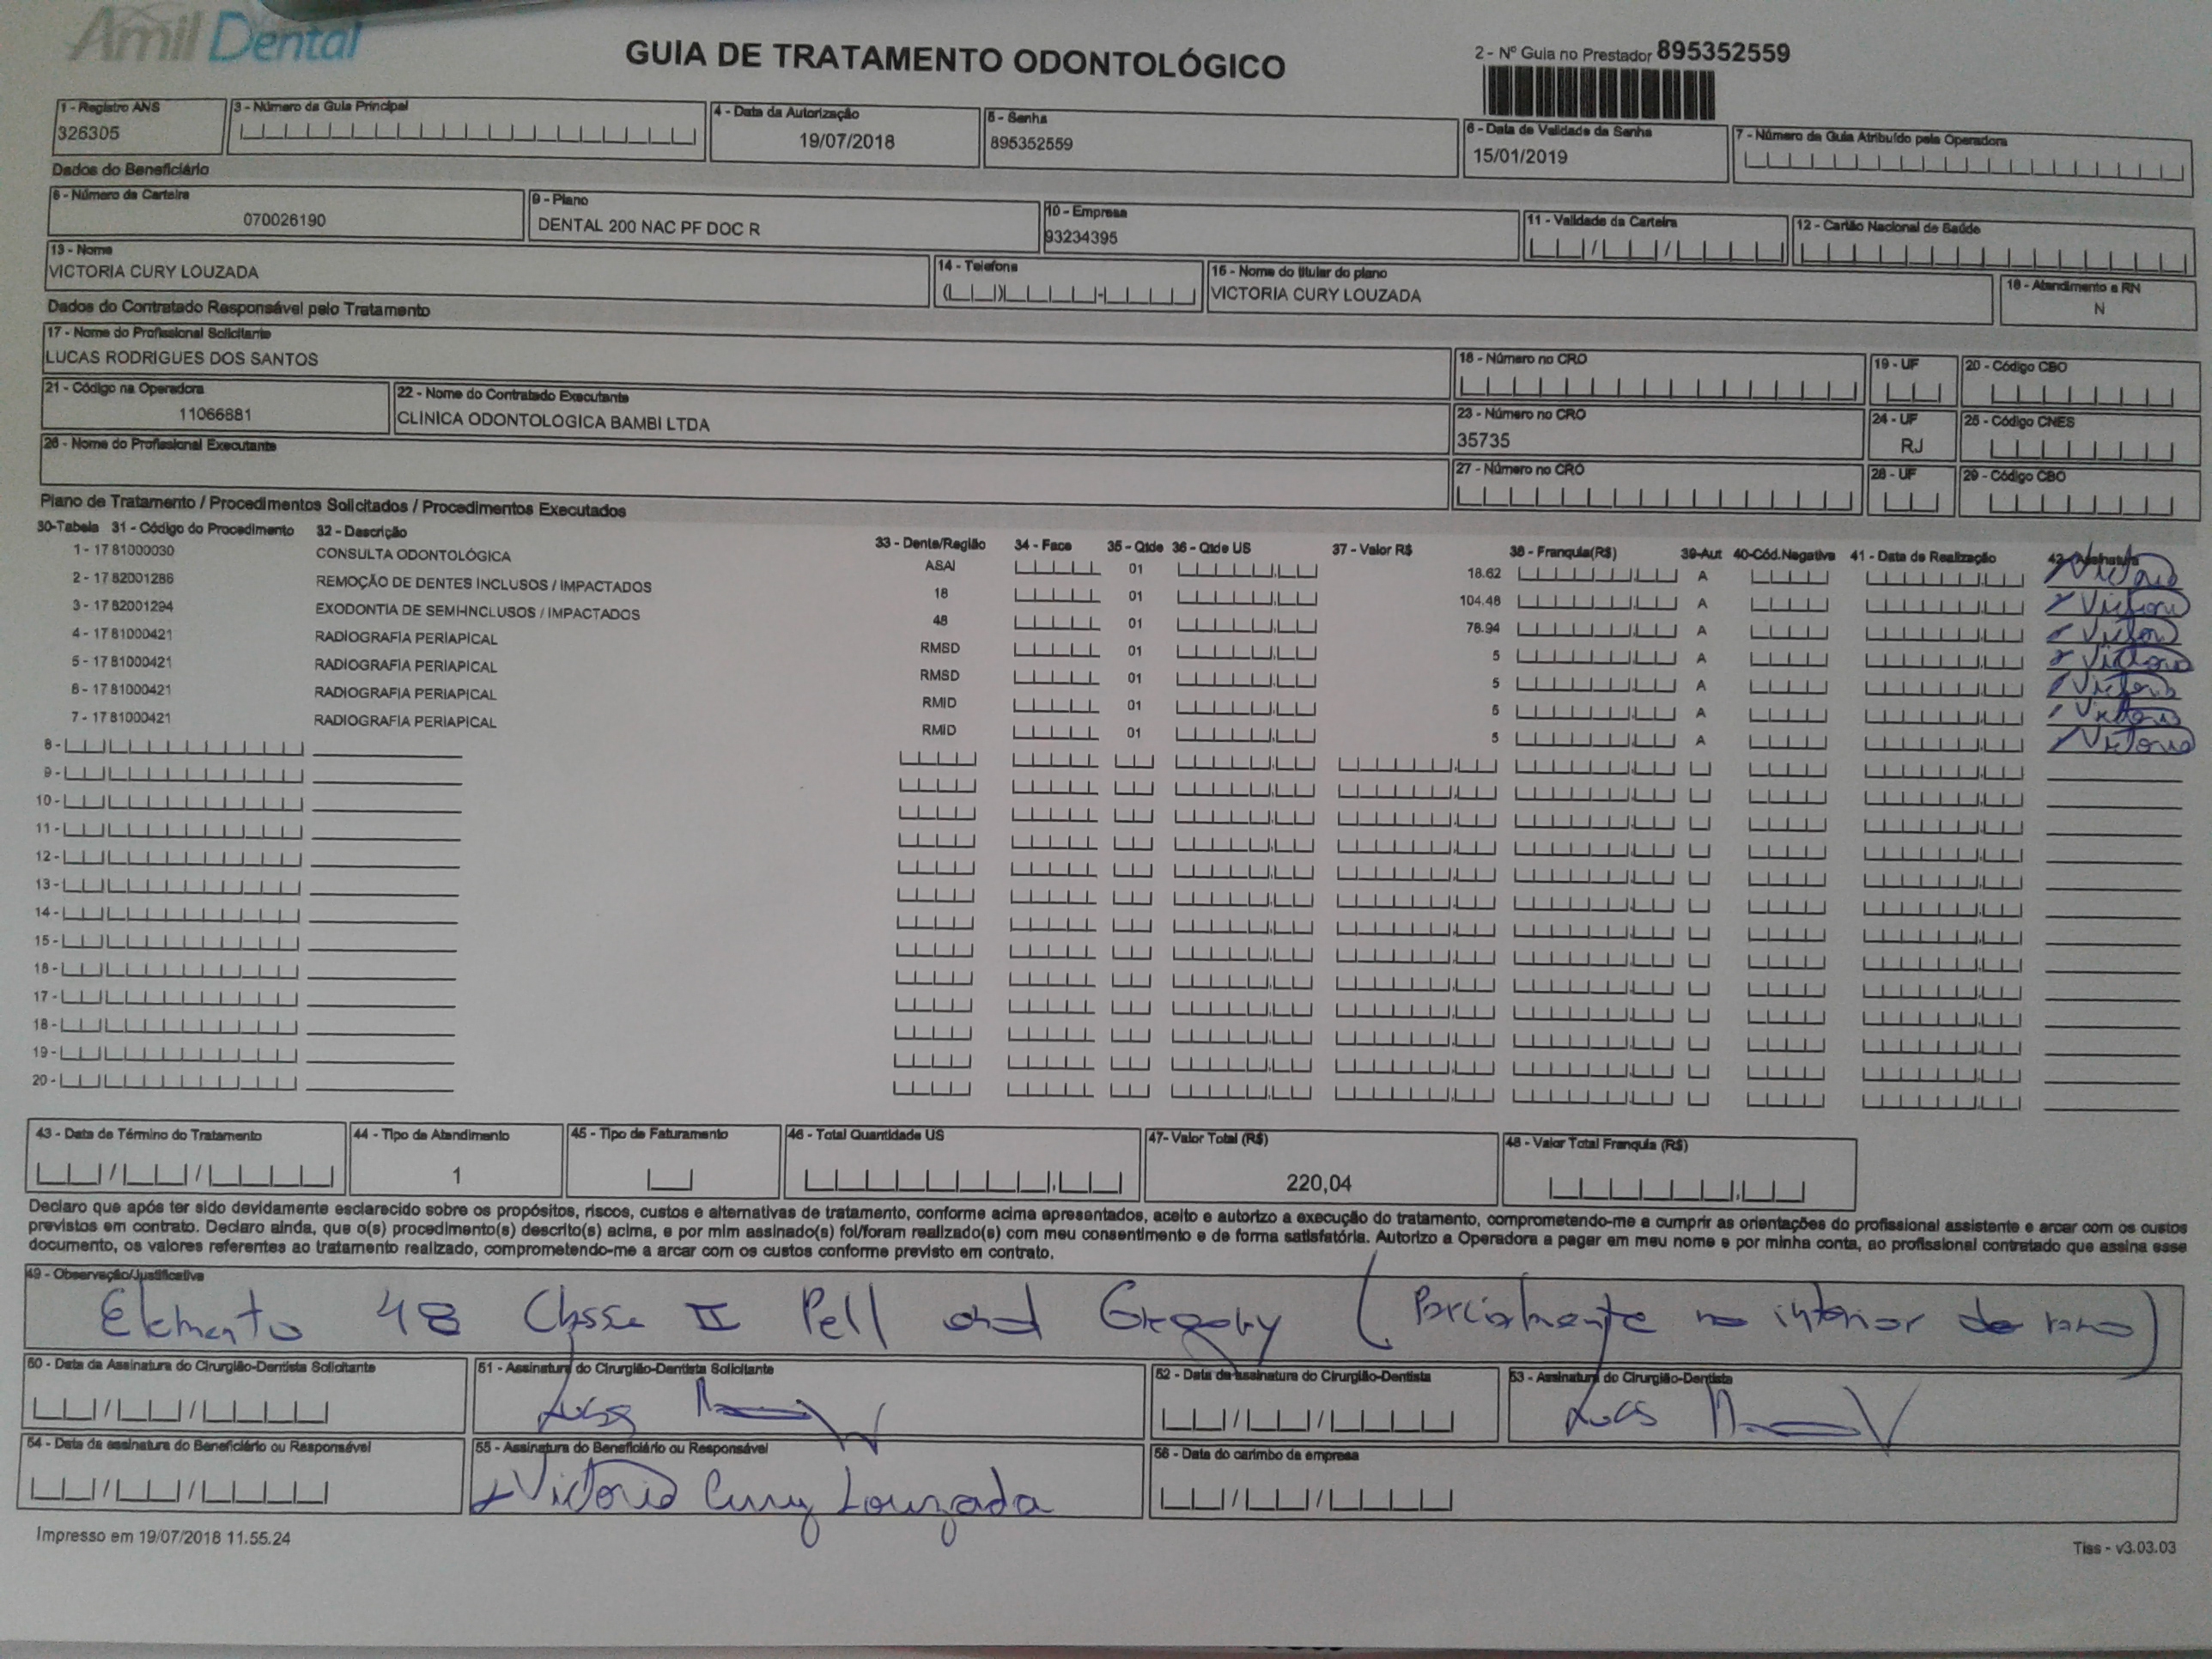 Amil Dental
GUIA DE TRATAMENTO ODONTOLÓGICO
2 - Nº Guia no Prestador 895352559
1 - Registro ANS
326305
3 - Número da Guia Principal
4 - Data da Autorização
19/07/2018
5 - Senha
895352559
6 - Data de Validade da Senha
15/01/2019
7 - Número da Guia Atribuído pela Operadora
Dados do Beneficiário
8 - Número da Carteira
070026190
9 - Plano
DENTAL 200 NAC PF DOC R
10 - Empresa
93234395
11 - Validade da Carteira
12 - Cartão Nacional de Saúde
13 - Nome
VICTORIA CURY LOUZADA
14 - Telefone
15 - Nome do titular do plano
VICTORIA CURY LOUZADA
16 - Atendimento a RN
N
Dados do Contratado Responsável pelo Tratamento
17 - Nome do Profissional Solicitante
LUCAS RODRIGUES DOS SANTOS
18 - Número no CRO
19 - UF
20 - Código CBO
21 - Código na Operadora
11066881
22 - Nome do Contratado Executante
CLINICA ODONTOLOGICA BAMBI LTDA
23 - Número no CRO
35735
24 - UF
RJ
25 - Código CNES
26 - Nome do Profissional Executante
27 - Número no CRO
28 - UF
29 - Código CBO
Plano de Tratamento / Procedimentos Solicitados / Procedimentos Executados
30-Tabela 31 - Código do Procedimento 32 - Descrição 33 - Dente/Região 34 - Face 35 - Qtde 36 - Qtde US 37 - Valor R$ 38 - Franquia(R$) 39-Aut 40-Cód.Negativa 41 - Data de Realização 42 - Assinatura
1 - 17 81000030 CONSULTA ODONTOLÓGICA ASAI 01 18.62 A Victoria
2 - 17 82001286 REMOÇÃO DE DENTES INCLUSOS / IMPACTADOS 18 01 104.48 A Victoria
3 - 17 82001294 EXODONTIA DE SEMI-INCLUSOS / IMPACTADOS 48 01 76.94 A Victoria
4 - 17 81000421 RADIOGRAFIA PERIAPICAL RMSD 01 5 A Victoria
5 - 17 81000421 RADIOGRAFIA PERIAPICAL RMSD 01 5 A Victoria
6 - 17 81000421 RADIOGRAFIA PERIAPICAL RMID 01 5 A Victoria
7 - 17 81000421 RADIOGRAFIA PERIAPICAL RMID 01 5 A Victoria
8 -
9 -
10 -
11 -
12 -
13 -
14 -
15 -
16 -
17 -
18 -
19 -
20 -
43 - Data de Término do Tratamento
44 - Tipo de Atendimento
1
45 - Tipo de Faturamento
46 - Total Quantidade US
47- Valor Total (R$)
220,04
48 - Valor Total Franquia (R$)
Declaro que após ter sido devidamente esclarecido sobre os propósitos, riscos, custos e alternativas de tratamento, conforme acima apresentados, aceito e autorizo a execução do tratamento, comprometendo-me a cumprir as orientações do profissional assistente e arcar com os custos
previstos em contrato. Declaro ainda, que o(s) procedimento(s) descrito(s) acima, e por mim assinado(s) foi/foram realizado(s) com meu consentimento e de forma satisfatória. Autorizo a Operadora a pagar em meu nome e por minha conta, ao profissional contratado que assina esse
documento, os valores referentes ao tratamento realizado, comprometendo-me a arcar com os custos conforme previsto em contrato.
49 - Observação/Justificativa
Elemento 48 Classe II Pell and Gregory (Parcialmente no interior do ramo)
50 - Data da Assinatura do Cirurgião-Dentista Solicitante
51 - Assinatura do Cirurgião-Dentista Solicitante
Lucas
52 - Data da assinatura do Cirurgião-Dentista
53 - Assinatura do Cirurgião-Dentista
Lucas
54 - Data da assinatura do Beneficiário ou Responsável
55 - Assinatura do Beneficiário ou Responsável
Victoria Cury Louzada
56 - Data do carimbo da empresa
Impresso em 19/07/2018 11.55.24
Tiss - v3.03.03